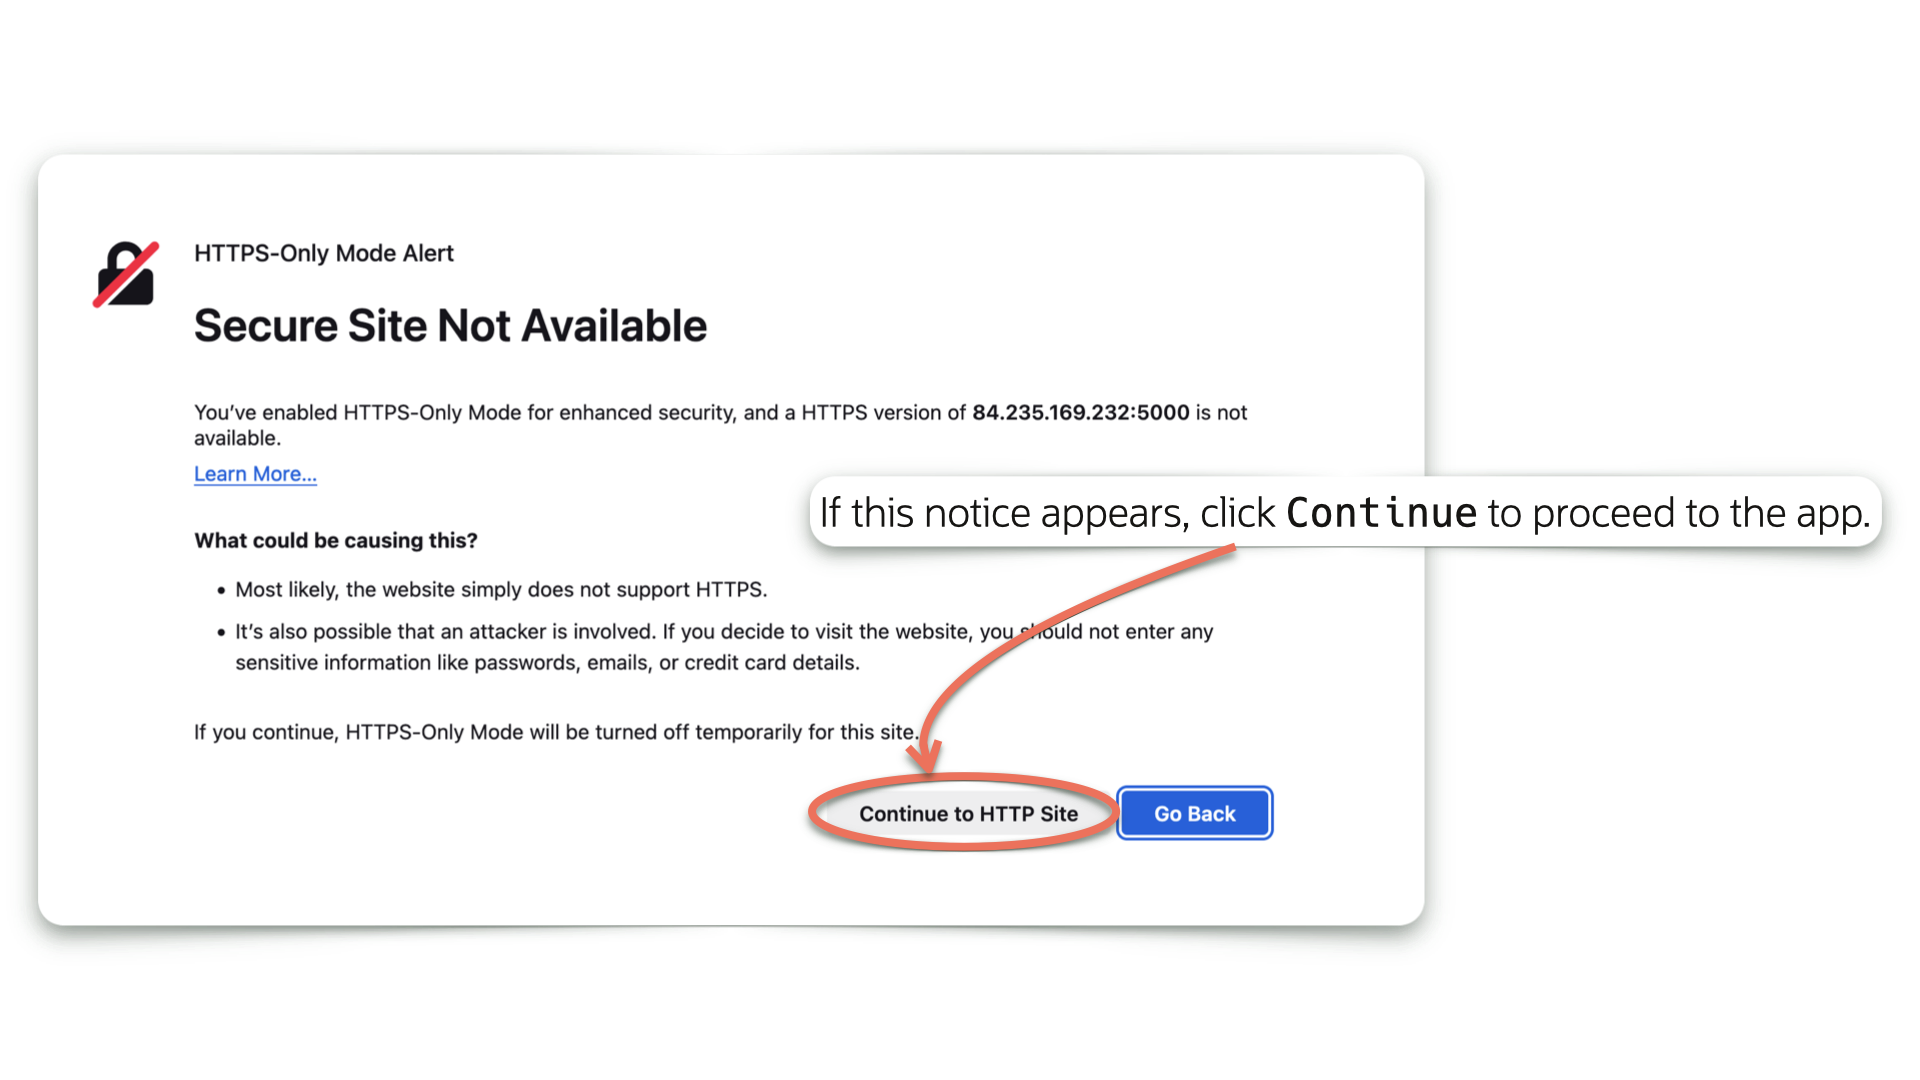 HTTPS-Only Mode Alert
Secure Site Not Available
You've enabled HTTPS-Only Mode for enhanced security, and a HTTPS version of 84.235.169.232:5000 is not
available.
Learn More...
If this notice appears, click Continue to proceed to the app.
What could be causing this?
• Most likely, the website simply does not support HTTPS.
• It's also possible that an attacker is involved. If you decide to visit the website, you should not enter any
sensitive information like passwords, emails, or credit card details.
If you continue, HTTPS-Only Mode will be turned off temporarily for this site.
Continue to HTTP Site
Go Back